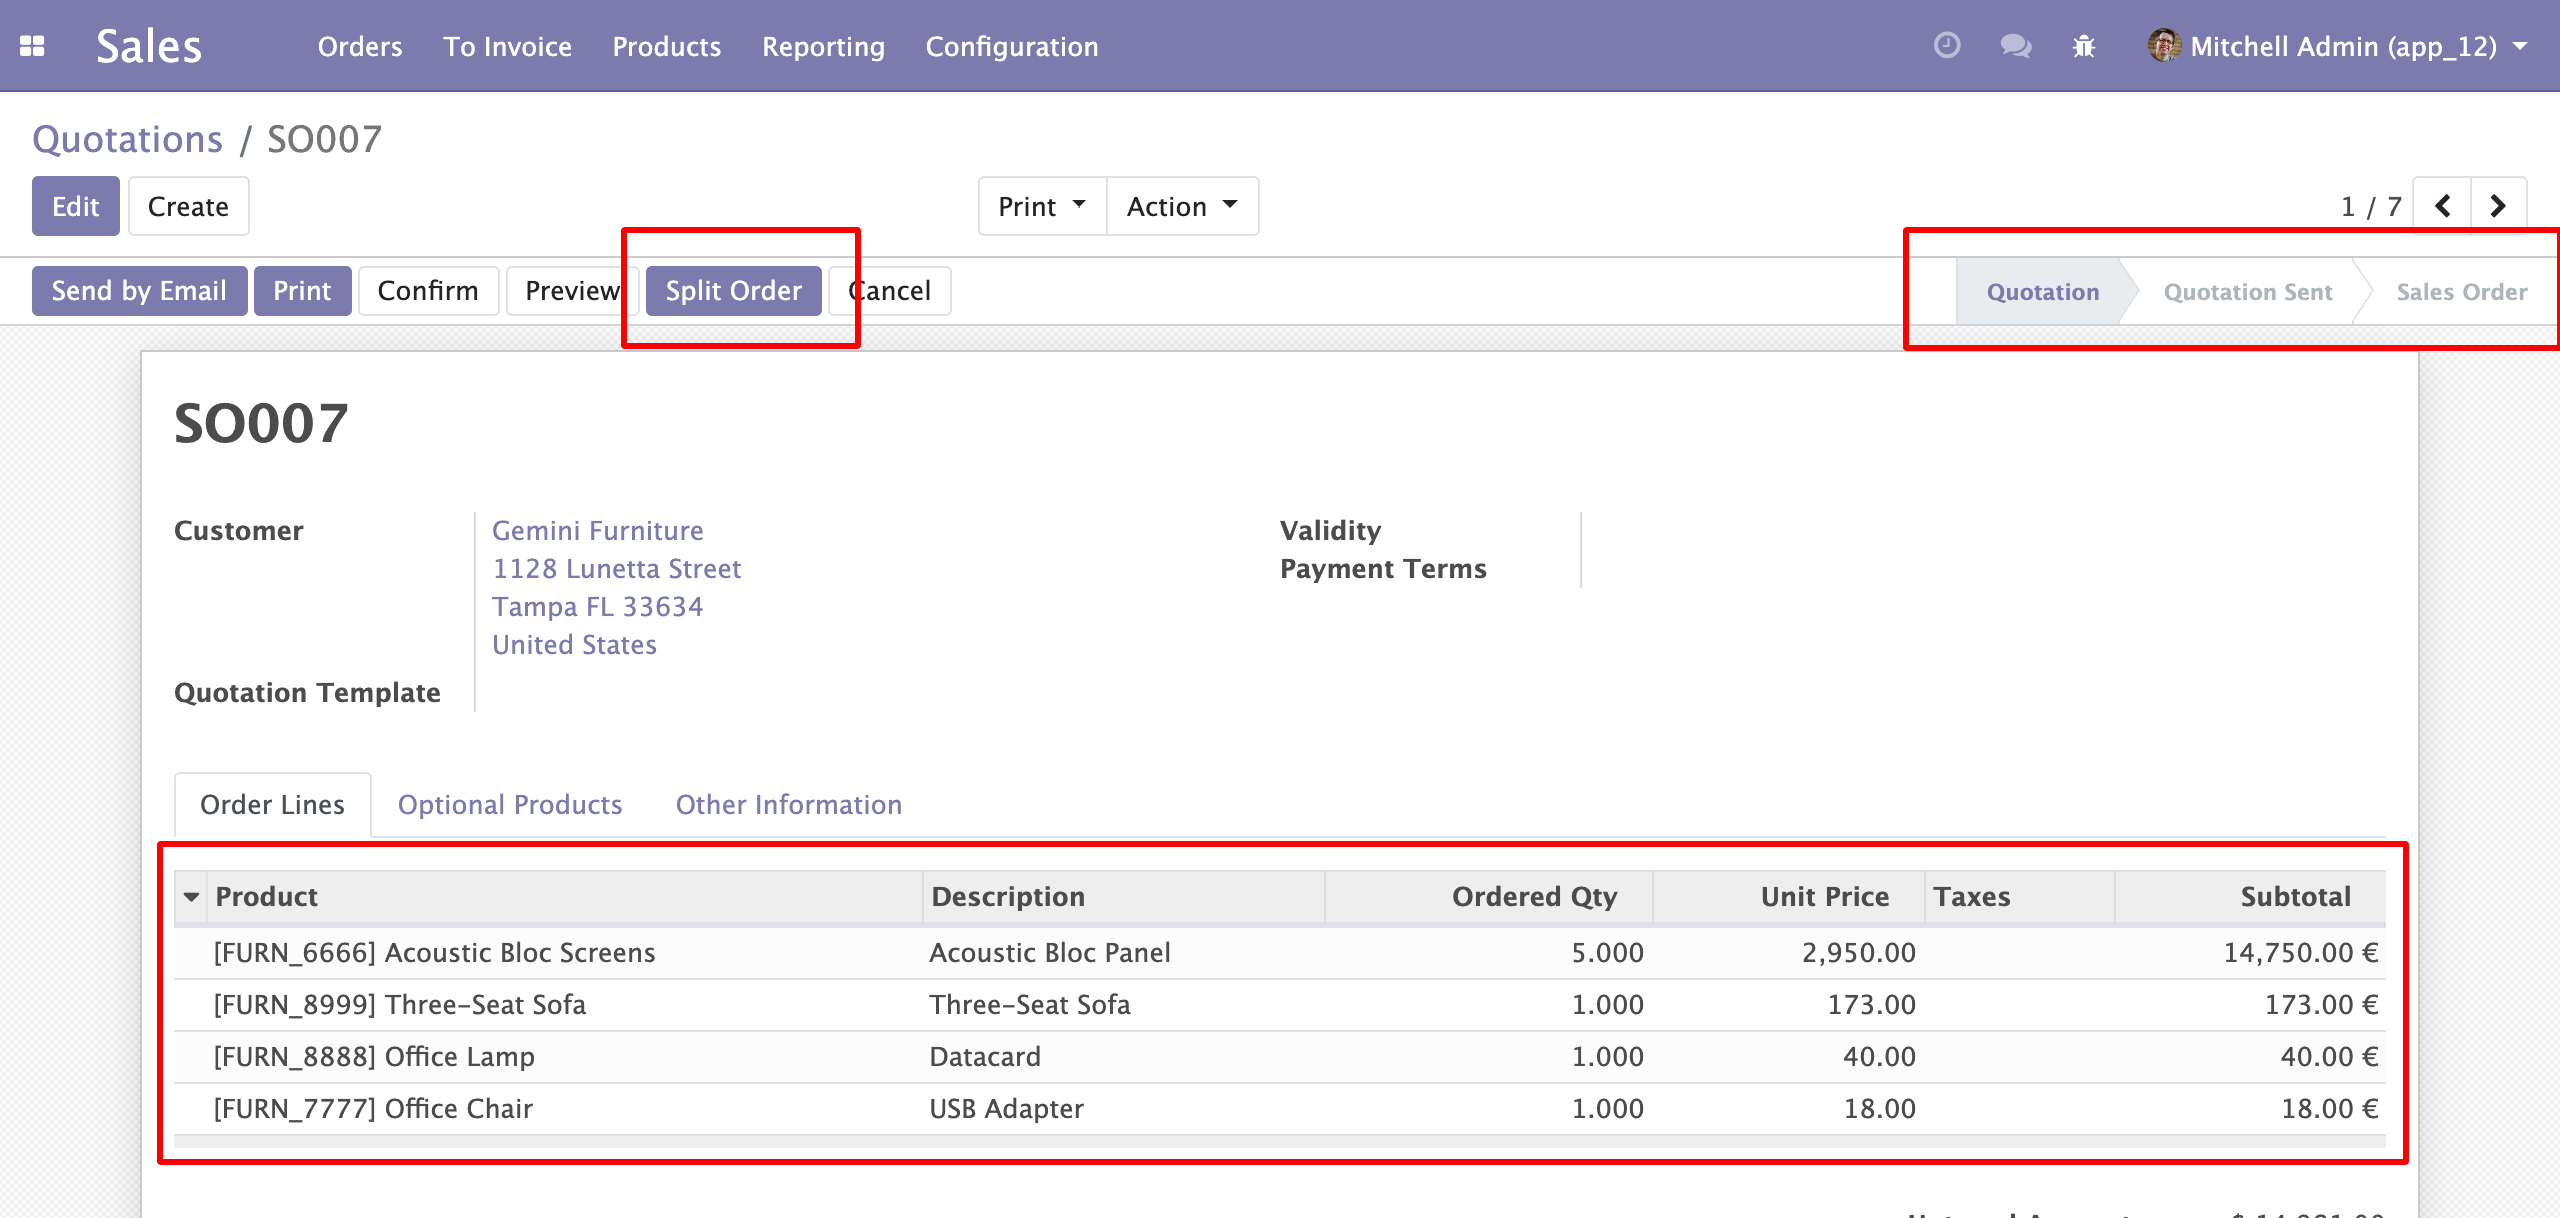 Sales Orders To Invoice Products Reporting Configuration Mitchell Admin (app_12)
Quotations / SO007
Edit Create Print Action 1 / 7
Send by Email Print Confirm Preview Split Order Cancel Quotation Quotation Sent Sales Order
SO007
Customer Gemini Furniture Validity
1128 Lunetta Street Payment Terms
Tampa FL 33634
United States
Quotation Template
Order Lines Optional Products Other Information
Product Description Ordered Qty Unit Price Taxes Subtotal
[FURN_6666] Acoustic Bloc Screens Acoustic Bloc Panel 5.000 2,950.00 14,750.00 €
[FURN_8999] Three-Seat Sofa Three-Seat Sofa 1.000 173.00 173.00 €
[FURN_8888] Office Lamp Datacard 1.000 40.00 40.00 €
[FURN_7777] Office Chair USB Adapter 1.000 18.00 18.00 €